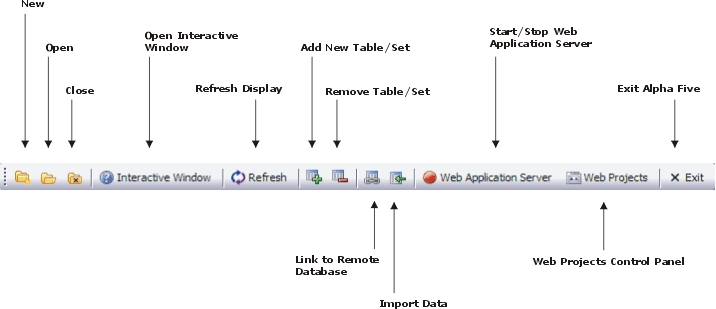 New
Open
Close
Open Interactive
Window
Refresh Display
Add New Table/Set
Remove Table/Set
Start/Stop Web
Application Server
Exit Alpha Five
Interactive Window
Refresh
Web Application Server
Web Projects
Exit
Link to Remote
Database
Import Data
Web Projects Control Panel